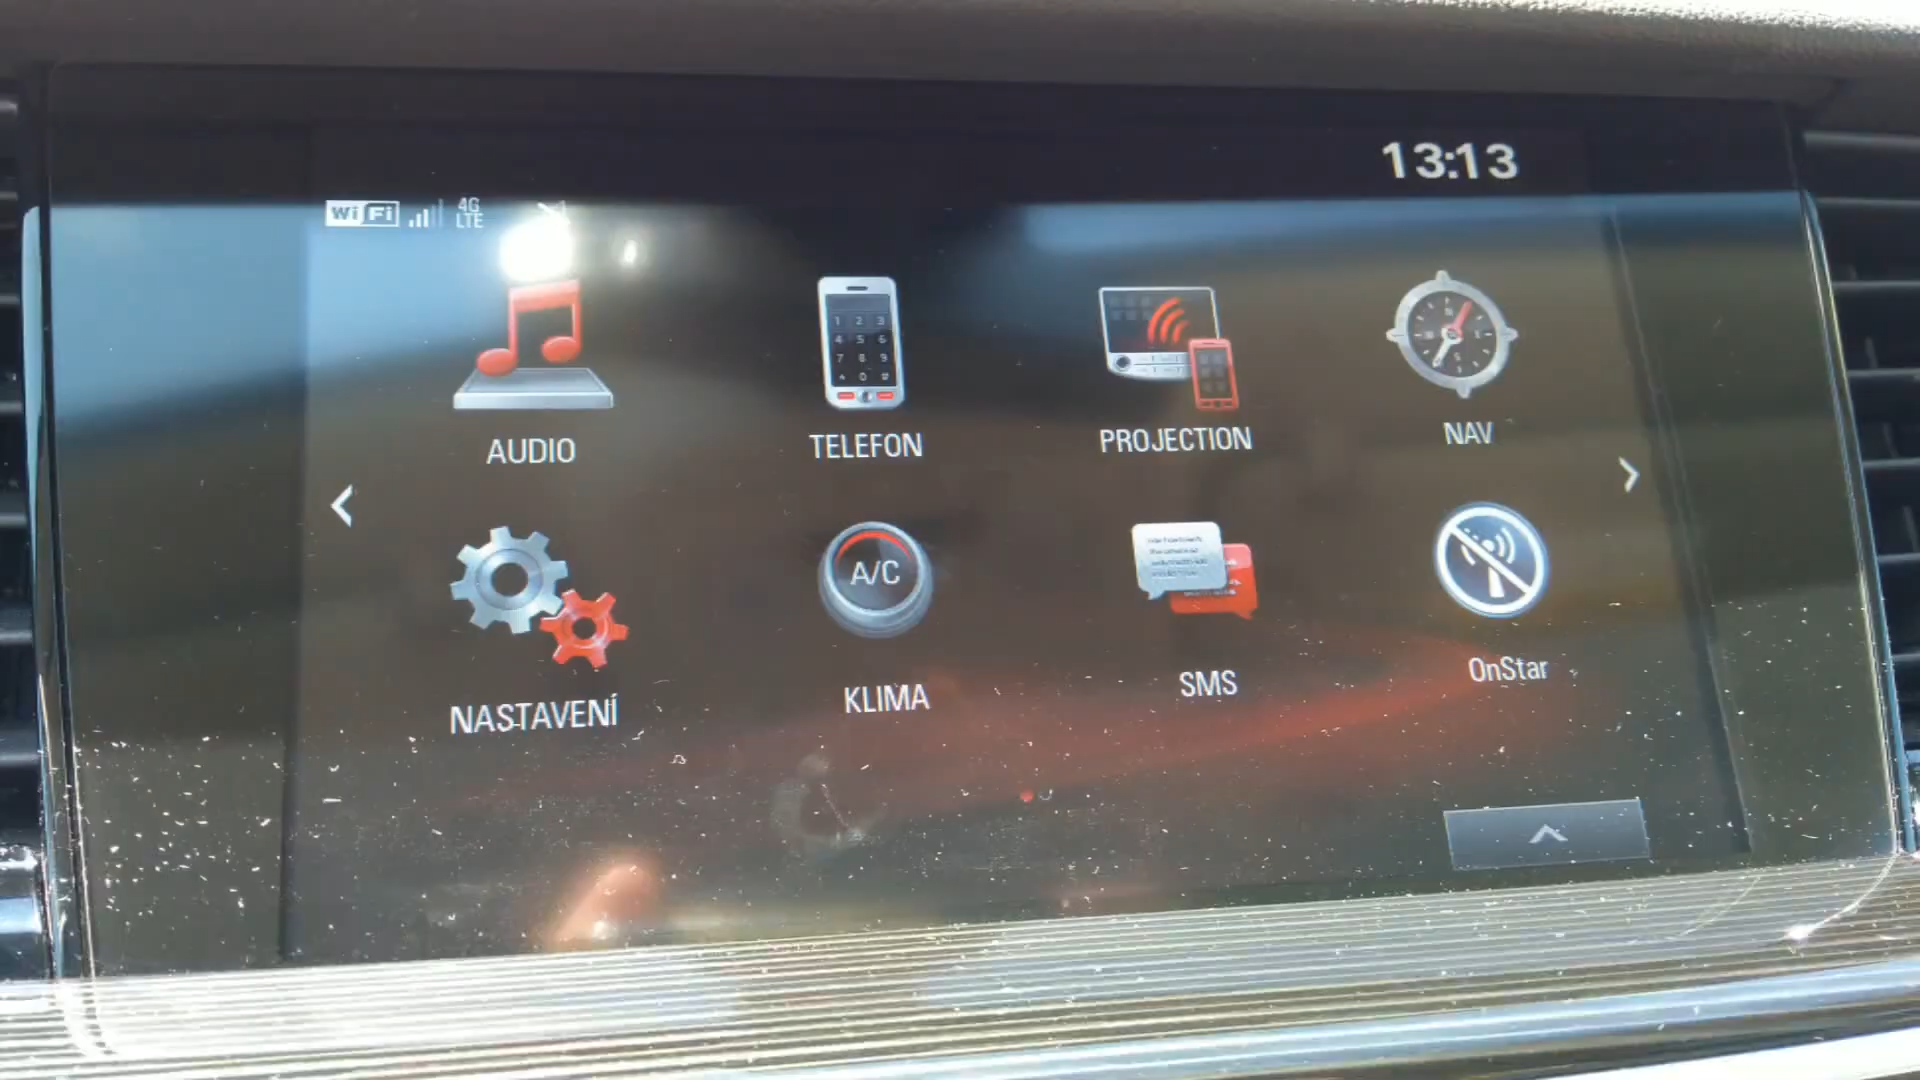 13:13
WiFi 4G LTE
AUDIO
TELEFON
PROJECTION
NAV
NASTAVENÍ
A/C
KLIMA
SMS
OnStar